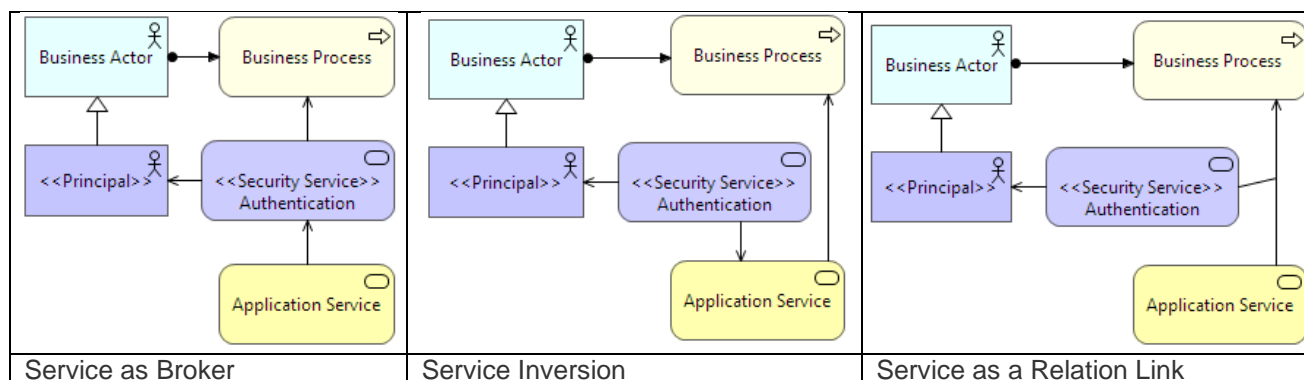 Business Actor
Business Process
<<Principal>>
<<Security Service>>
Authentication
Application Service
Service as Broker
Business Actor
Business Process
<<Principal>>
<<Security Service>>
Authentication
Application Service
Service Inversion
Business Actor
Business Process
<<Principal>>
<<Security Service>>
Authentication
Application Service
Service as a Relation Link